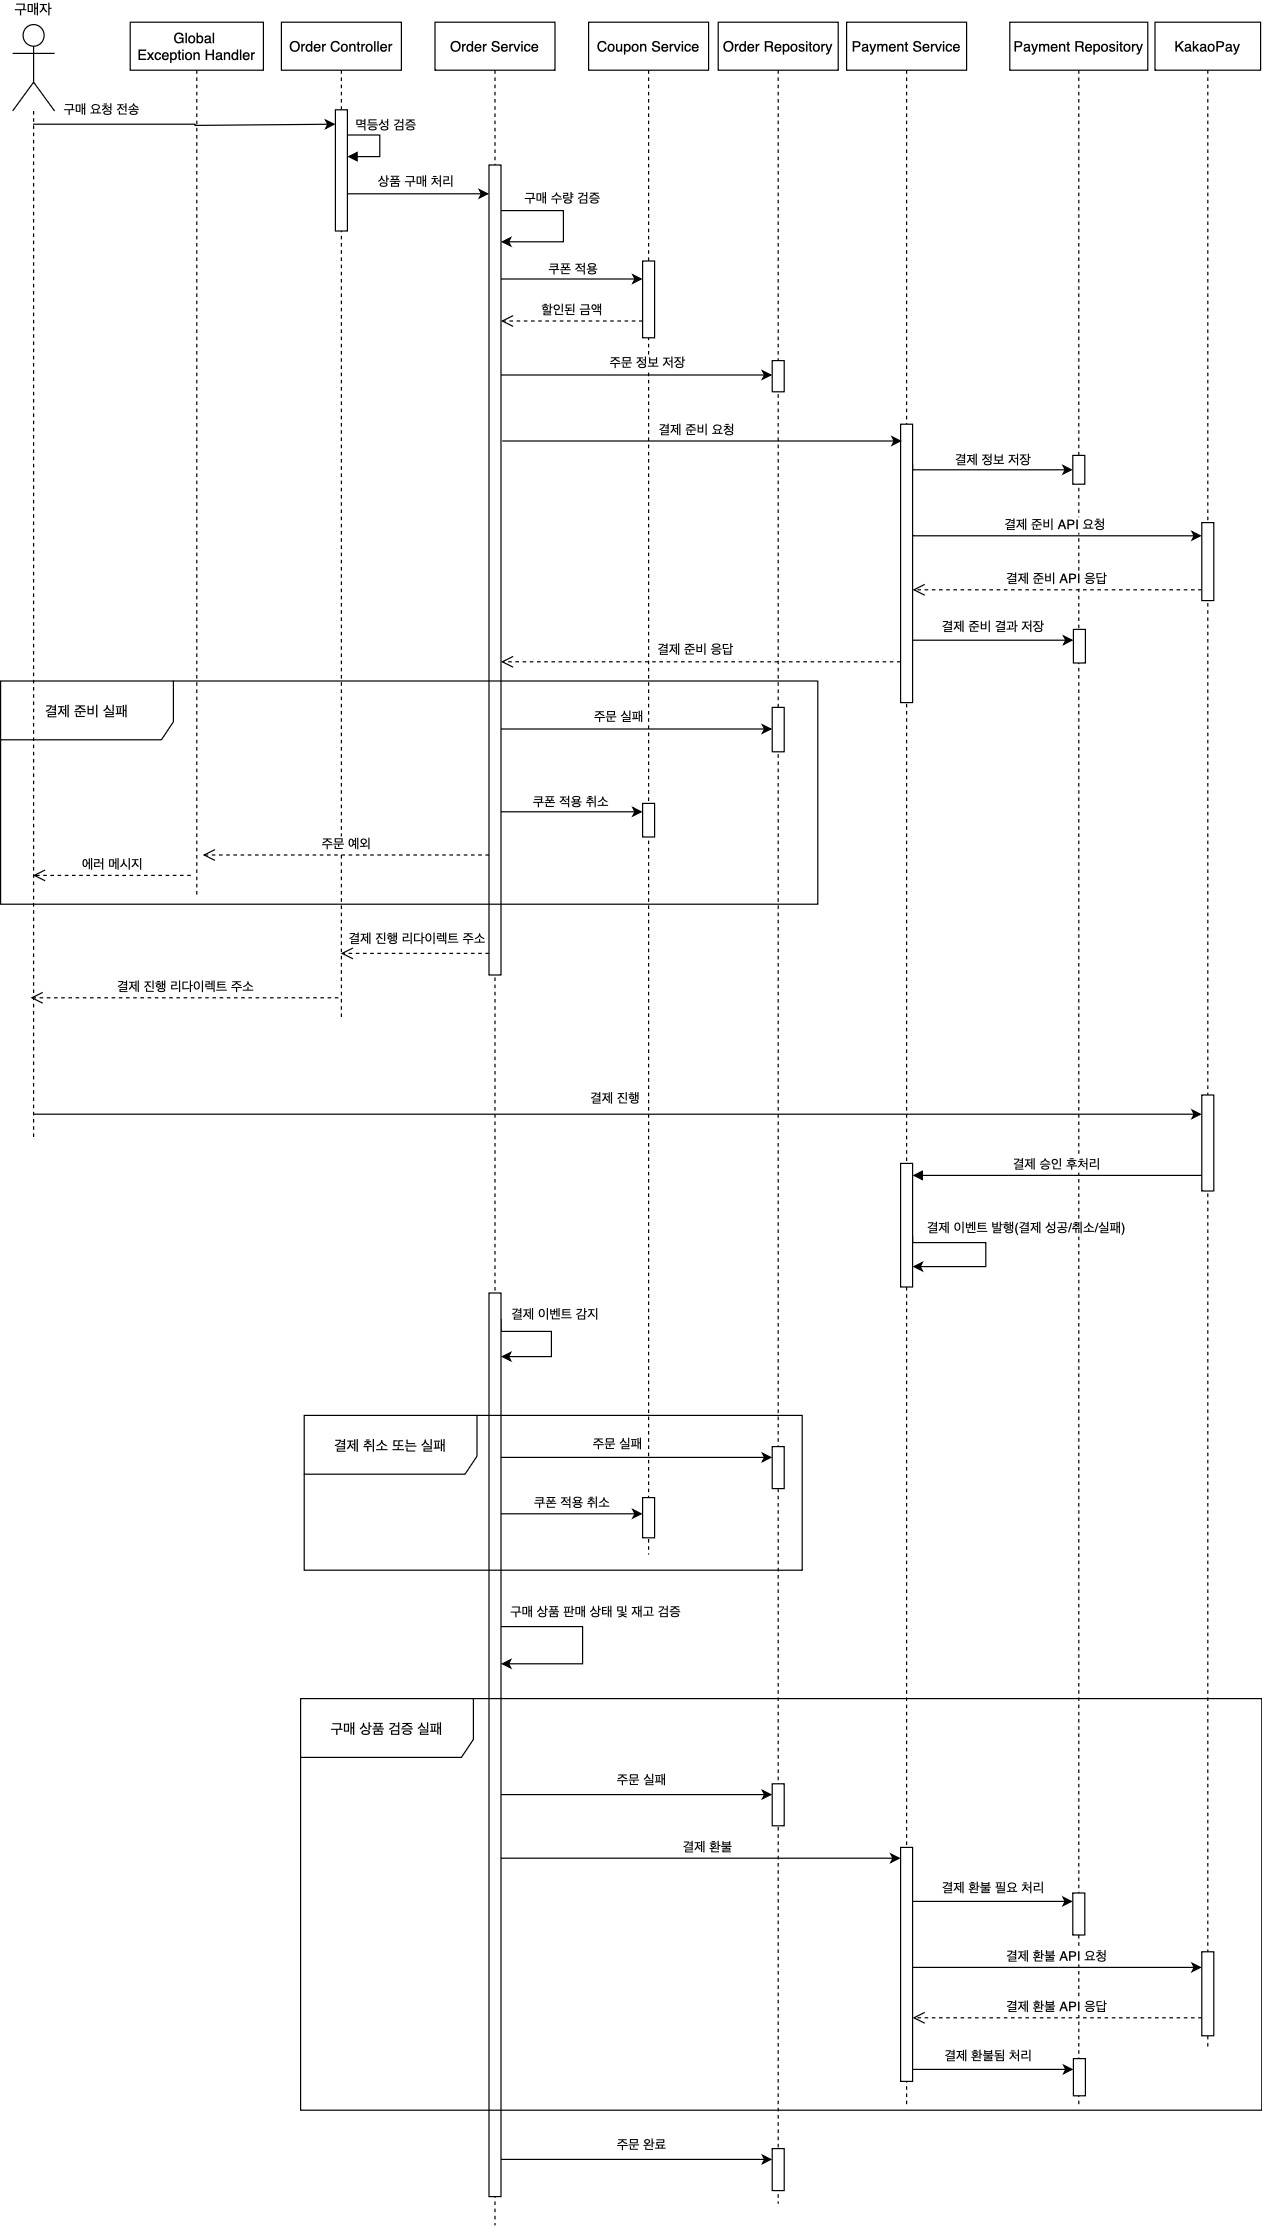 구매자
Global
Exception Handler
Order Controller
Order Service
Coupon Service
Order Repository
Payment Service
Payment Repository
KakaoPay
구매 요청 전송
멱등성 검증
상품 구매 처리
구매 수량 검증
쿠폰 적용
할인된 금액
주문 정보 저장
결제 준비 요청
결제 정보 저장
결제 준비 API 요청
결제 준비 API 응답
결제 준비 결과 저장
결제 준비 응답
결제 준비 실패
주문 실패
쿠폰 적용 취소
주문 예외
에러 메시지
결제 진행 리다이렉트 주소
결제 진행 리다이렉트 주소
결제 진행
결제 승인 후처리
결제 이벤트 발행(결제 성공/취소/실패)
결제 이벤트 감지
결제 취소 또는 실패
주문 실패
쿠폰 적용 취소
구매 상품 판매 상태 및 재고 검증
구매 상품 검증 실패
주문 실패
결제 환불
결제 환불 필요 처리
결제 환불 API 요청
결제 환불 API 응답
결제 환불됨 처리
주문 완료